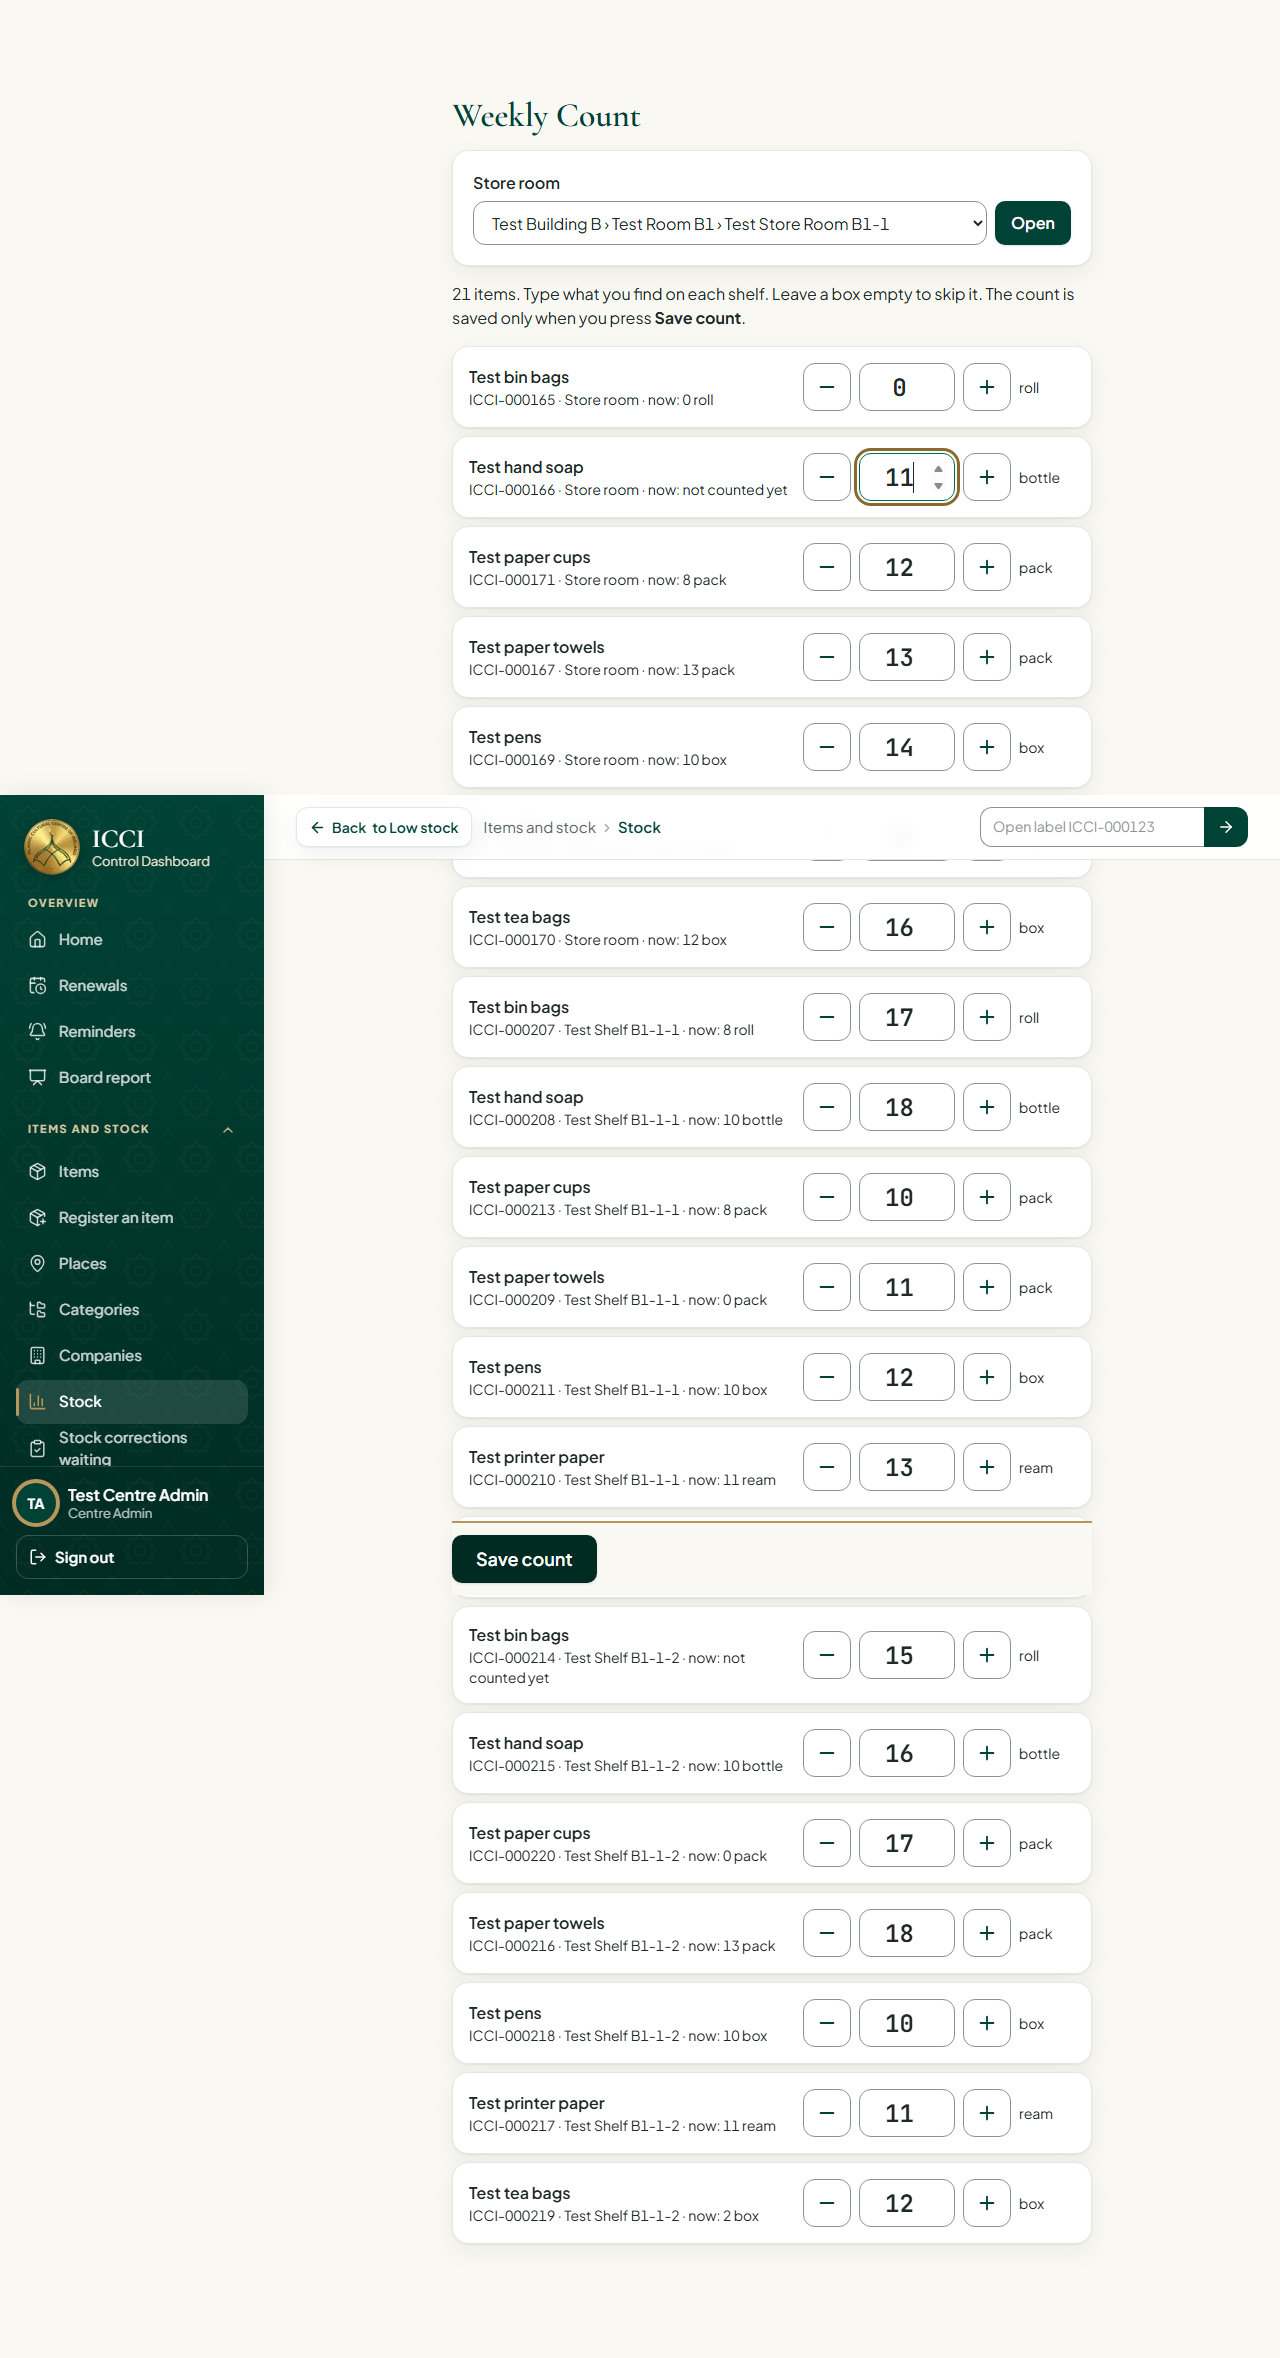 Weekly Count
Store room
Test Building B › Test Room B1 › Test Store Room B1-1
Open
21 items. Type what you find on each shelf. Leave a box empty to skip it. The count is
saved only when you press Save count.
Test bin bags
ICCI-000165 · Store room · now: 0 roll
− 0 + roll
Test hand soap
ICCI-000166 · Store room · now: not counted yet
− 11 + bottle
Test paper cups
ICCI-000171 · Store room · now: 8 pack
− 12 + pack
Test paper towels
ICCI-000167 · Store room · now: 13 pack
− 13 + pack
Test pens
ICCI-000169 · Store room · now: 10 box
− 14 + box
ICCI
Control Dashboard
Back to Low stock
Items and stock › Stock
Open label ICCI-000123
OVERVIEW
Home
Renewals
Reminders
Board report
ITEMS AND STOCK
Items
Register an item
Places
Categories
Companies
Stock
Stock corrections
waiting
TA
Test Centre Admin
Centre Admin
Sign out
Test tea bags
ICCI-000170 · Store room · now: 12 box
− 16 + box
Test bin bags
ICCI-000207 · Test Shelf B1-1-1 · now: 8 roll
− 17 + roll
Test hand soap
ICCI-000208 · Test Shelf B1-1-1 · now: 10 bottle
− 18 + bottle
Test paper cups
ICCI-000213 · Test Shelf B1-1-1 · now: 8 pack
− 10 + pack
Test paper towels
ICCI-000209 · Test Shelf B1-1-1 · now: 0 pack
− 11 + pack
Test pens
ICCI-000211 · Test Shelf B1-1-1 · now: 10 box
− 12 + box
Test printer paper
ICCI-000210 · Test Shelf B1-1-1 · now: 11 ream
− 13 + ream
Save count
Test bin bags
ICCI-000214 · Test Shelf B1-1-2 · now: not
counted yet
− 15 + roll
Test hand soap
ICCI-000215 · Test Shelf B1-1-2 · now: 10 bottle
− 16 + bottle
Test paper cups
ICCI-000220 · Test Shelf B1-1-2 · now: 0 pack
− 17 + pack
Test paper towels
ICCI-000216 · Test Shelf B1-1-2 · now: 13 pack
− 18 + pack
Test pens
ICCI-000218 · Test Shelf B1-1-2 · now: 10 box
− 10 + box
Test printer paper
ICCI-000217 · Test Shelf B1-1-2 · now: 11 ream
− 11 + ream
Test tea bags
ICCI-000219 · Test Shelf B1-1-2 · now: 2 box
− 12 + box